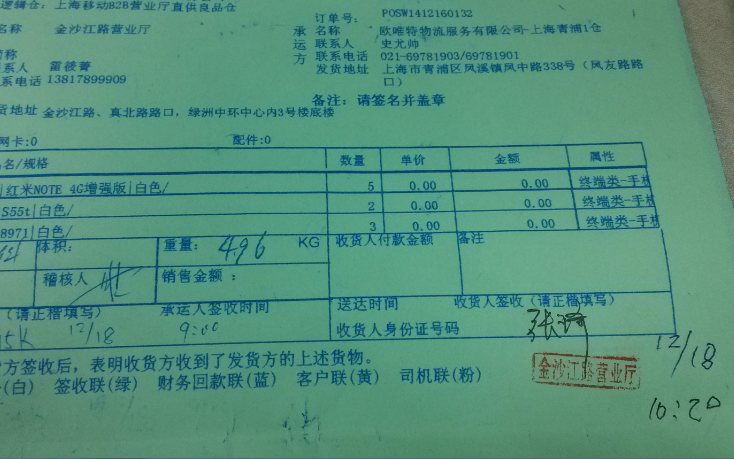 逻辑仓: 上海移动B2B营业厅直供良品仓
订单号: POSW1412160132
名称 金沙江路营业厅
承 名称 欧唯特物流服务有限公司-上海青浦1仓
简称
运 联系人 史尤帅
系人 雷筱菁
方 联系电话 021-69781903/69781901
系电话 13817899909
发货地址 上海市青浦区凤溪镇凤中路338号(凤友路路口)
备注: 请签名并盖章
货地址 金沙江路、真北路路口,绿洲中环中心内3号楼底楼
网卡:0 配件:0
名/规格 数量 单价 金额 属性
|红米NOTE 4G增强版|白色/ 5 0.00 0.00 终端类-手机
S55t|白色/ 2 0.00 0.00 终端类-手机
8971|白色/ 3 0.00 0.00 终端类-手机
体积: 重量: 4.96 KG 收货人付款金额 备注
稽核人 销售金额 :
(请正楷填写) 承运人签收时间 送达时间 收货人签收(请正楷填写)
12/18 9:00 收货人身份证号码
12/18
方签收后,表明收货方收到了发货方的上述货物。
(白) 签收联(绿) 财务回款联(蓝) 客户联(黄) 司机联(粉)
金沙江路营业厅
10:20